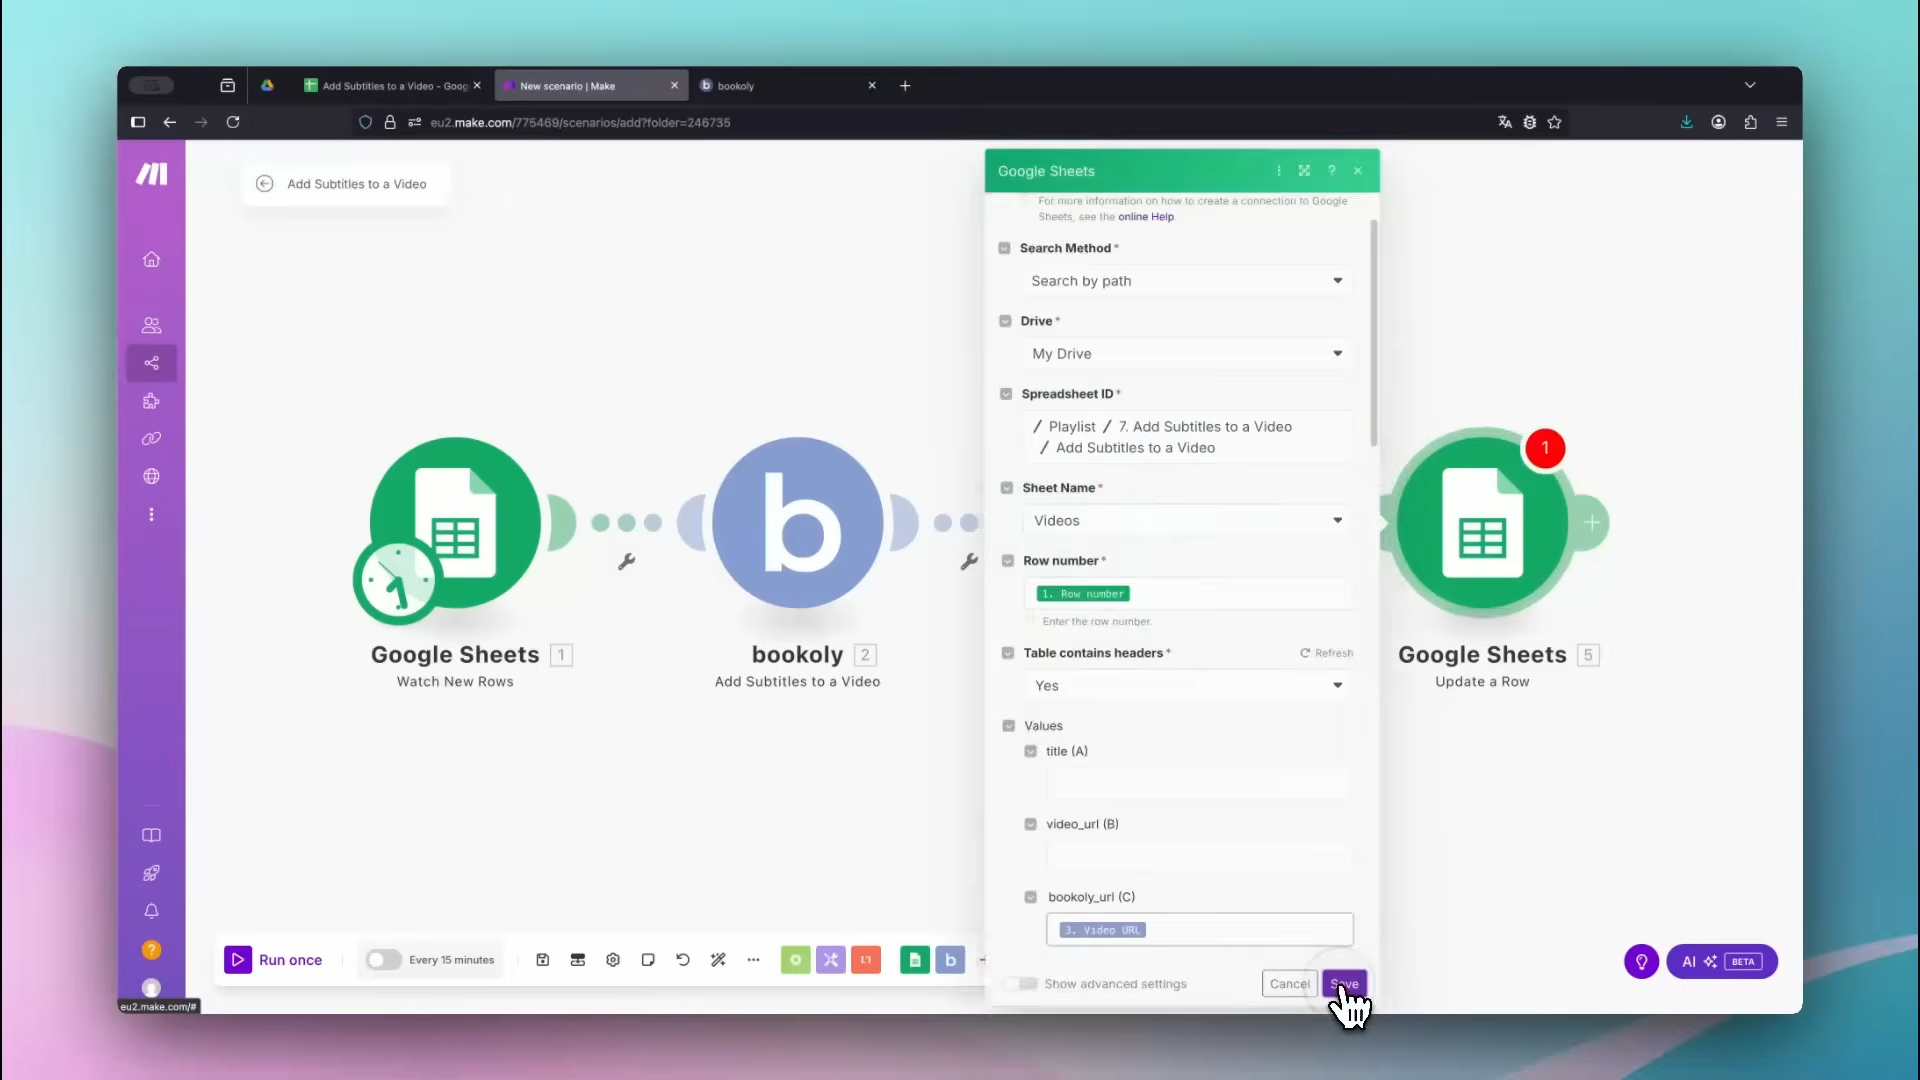 Add Subtitles to a Video - Goog
New scenario | Make
bookoly
eu2.make.com/775469/scenarios/add?folder=246735
Add Subtitles to a Video
Google Sheets
For more information on how to create a connection to Google
Sheets, see the online Help.
Search Method *
Search by path
Drive *
My Drive
Spreadsheet ID *
/ Playlist / 7. Add Subtitles to a Video
/ Add Subtitles to a Video
Sheet Name *
Videos
Row number *
1. Row number
Enter the row number.
Table contains headers *
Refresh
Yes
Values
title (A)
video_url (B)
bookoly_url (C)
3. Video URL
Show advanced settings
Cancel
Save
b
1
Google Sheets 1
Watch New Rows
bookoly 2
Add Subtitles to a Video
Google Sheets 5
Update a Row
Run once
Every 15 minutes
b
AI BETA
?
eu2.make.com/#